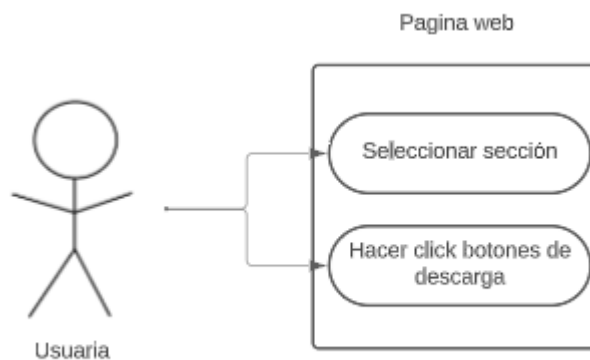 Pagina web
Seleccionar sección
Hacer click botones de
descarga
Usuaria